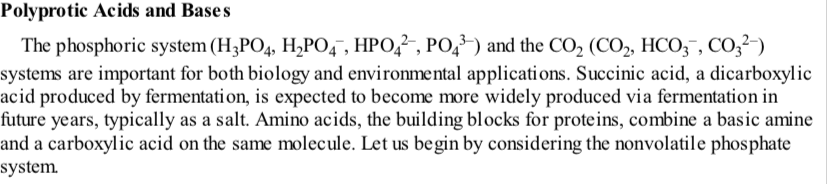 Polyprotic Acids and Bases
The phosphoric system (H₃PO₄, H₂PO₄⁻, HPO₄²⁻, PO₄³⁻) and the CO₂ (CO₂, HCO₃⁻, CO₃²⁻)
systems are important for both biology and environmental applications. Succinic acid, a dicarboxylic
acid produced by fermentation, is expected to become more widely produced via fermentation in
future years, typically as a salt. Amino acids, the building blocks for proteins, combine a basic amine
and a carboxylic acid on the same molecule. Let us begin by considering the nonvolatile phosphate
system.